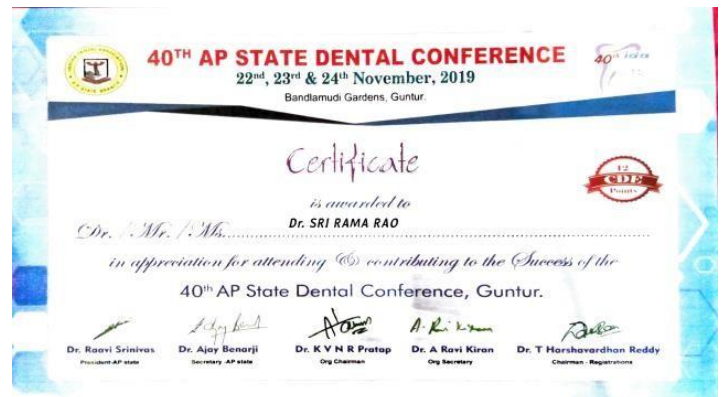 40TH AP STATE DENTAL CONFERENCE
22nd, 23rd & 24th November, 2019
Bandlamudi Gardens, Guntur.
40th ida
Certificate
12
CDE
Points
is awarded to
Dr. / Mr. / Ms. Dr. SRI RAMA RAO
in appreciation for attending & contributing to the Success of the
40th AP State Dental Conference, Guntur.
Dr. Raavi Srinivas Dr. Ajay Benarji Dr. K V N R Pratap Dr. A Ravi Kiran Dr. T Harshavardhan Reddy
President-AP state Secretary -AP state Org Chairman Org Secretary Chairman - Registrations